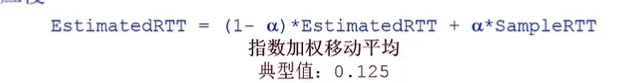 EstimatedRTT = (1- α)*EstimatedRTT + α*SampleRTT
指数加权移动平均
典型值：0.125